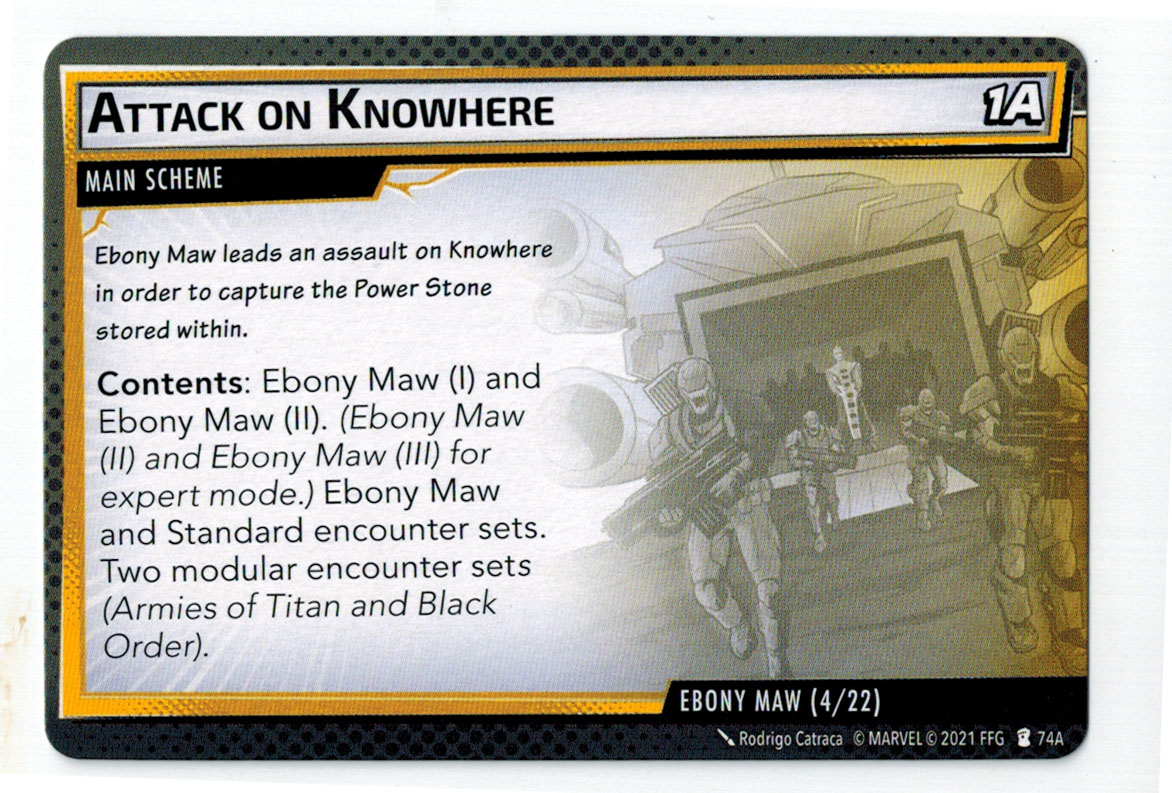 ATTACK ON KNOWHERE
1A
MAIN SCHEME
Ebony Maw leads an assault on Knowhere
in order to capture the Power Stone
stored within.
Contents: Ebony Maw (I) and
Ebony Maw (II). (Ebony Maw
(II) and Ebony Maw (III) for
expert mode.) Ebony Maw
and Standard encounter sets.
Two modular encounter sets
(Armies of Titan and Black
Order).
EBONY MAW (4/22)
Rodrigo Catraca © MARVEL © 2021 FFG 74A